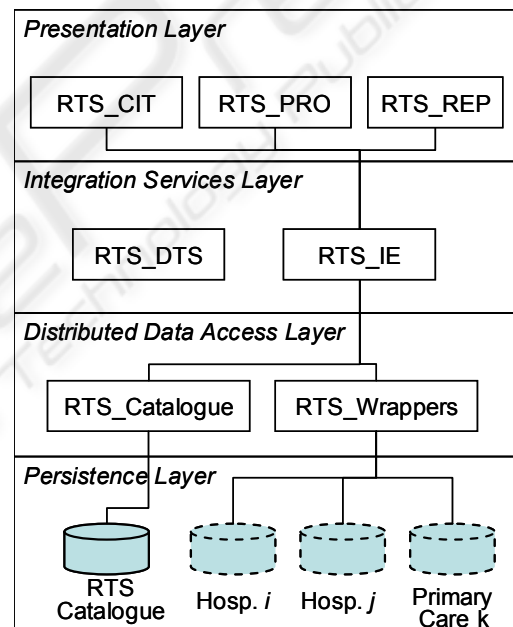 Presentation Layer
RTS_CIT
RTS_PRO
RTS_REP
Integration Services Layer
RTS_DTS
RTS_IE
Distributed Data Access Layer
RTS_Catalogue
RTS_Wrappers
Persistence Layer
RTS
Catalogue
Hosp. i
Hosp. j
Primary
Care k